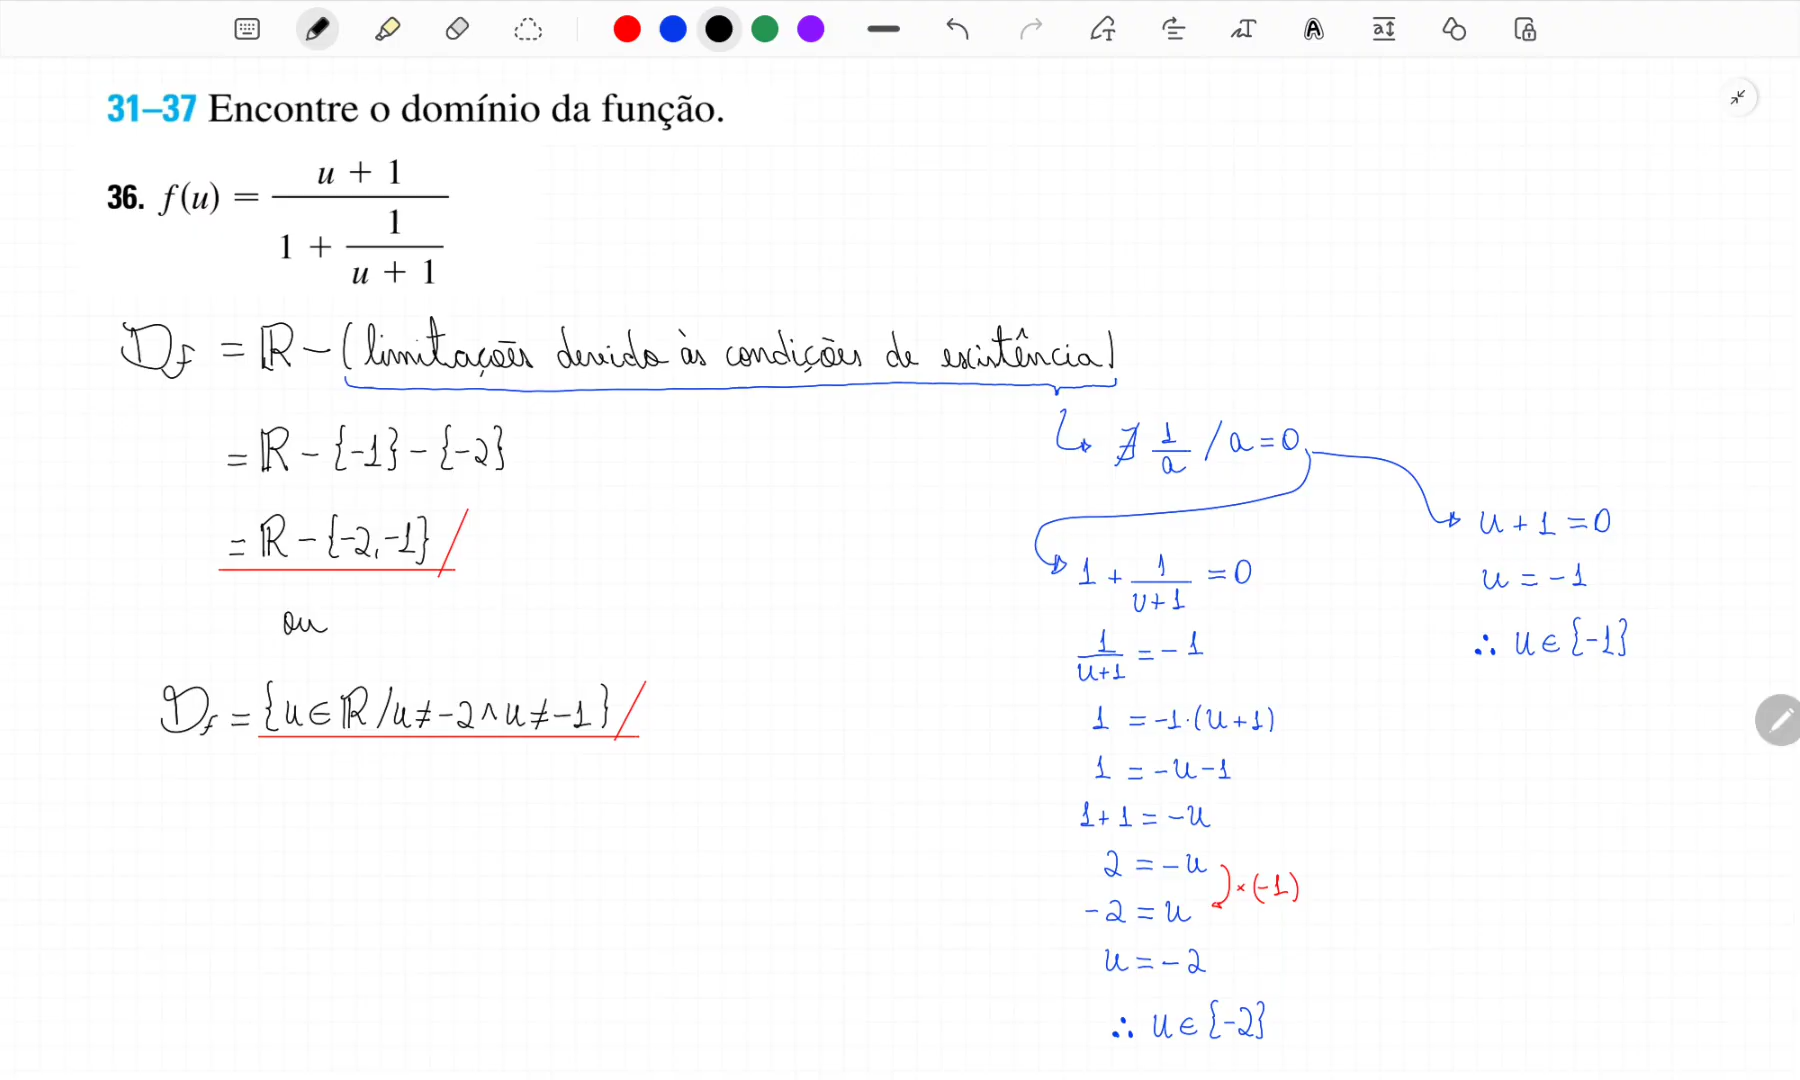 31–37 Encontre o domínio da função.
36. f(u) = (u + 1)/(1 + 1/(u + 1))
D_f = ℝ – (limitações devido às condições de existência)
= ℝ – {-1} – {-2}
= ℝ – {-2, -1} /
ou
D_f = {u ∈ ℝ / u ≠ -2 ∧ u ≠ -1} /
∄ 1/a / a = 0
1 + 1/(u+1) = 0
1/(u+1) = -1
1 = -1·(u+1)
1 = -u-1
1+1 = -u
2 = -u
×(-1)
-2 = u
u = -2
∴ u ∈ {-2}
u + 1 = 0
u = -1
∴ u ∈ {-1}